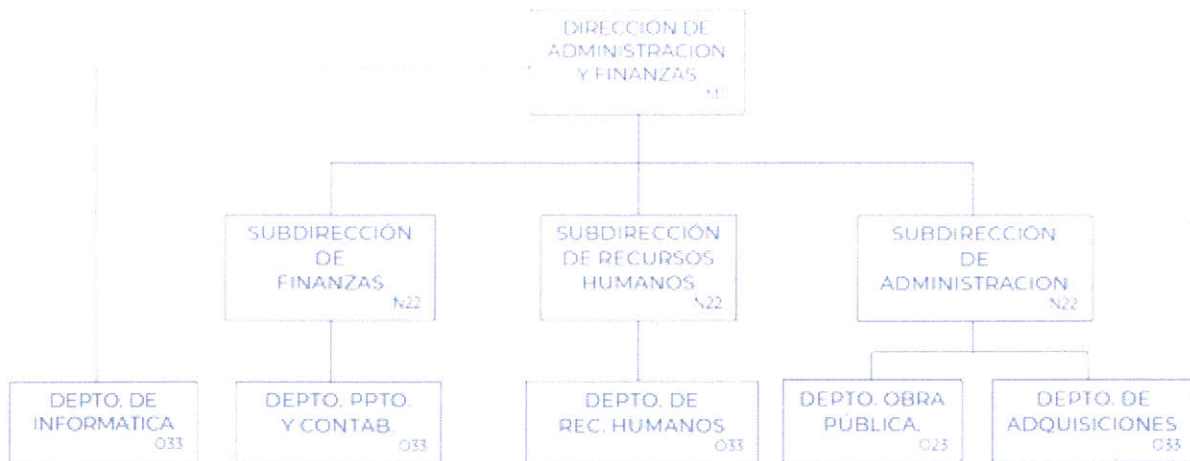 DIRECCIÓN DE
ADMINISTRACION
Y FINANZAS
SUBDIRECCIÓN
DE
FINANZAS
N22
SUBDIRECCIÓN
DE RECURSOS
HUMANOS
N22
SUBDIRECCIÓN
DE
ADMINISTRACION
N22
DEPTO. DE
INFORMATICA
O33
DEPTO. PPTO.
Y CONTAB.
O33
DEPTO. DE
REC. HUMANOS
O33
DEPTO. OBRA
PÚBLICA.
O23
DEPTO. DE
ADQUISICIONES
O33